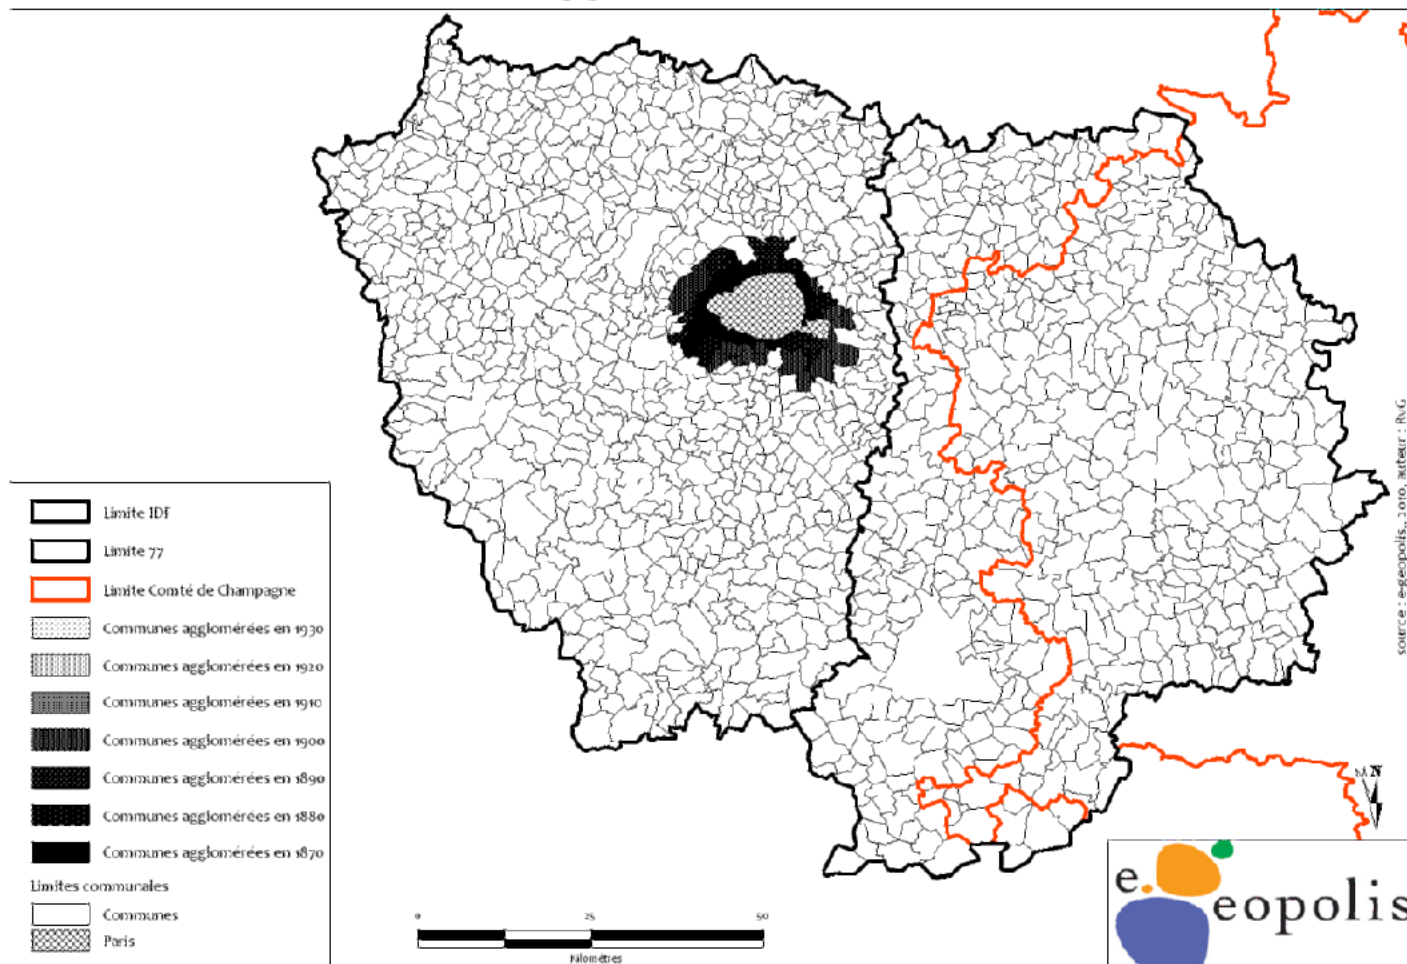 Limite IDF
Limite 77
Limite Comté de Champagne
Communes agglomérées en 1930
Communes agglomérées en 1920
Communes agglomérées en 1910
Communes agglomérées en 1900
Communes agglomérées en 1890
Communes agglomérées en 1880
Communes agglomérées en 1870
Limites communales
Communes
Paris
0 25 50
Kilomètres
source : e-geopolis, 2010, auteur : RvG
N
e.
eopolis